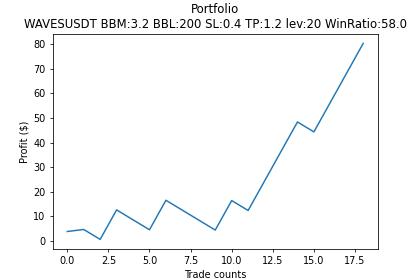 Portfolio
WAVESUSDT BBM:3.2 BBL:200 SL:0.4 TP:1.2 lev:20 WinRatio:58.0
Profit ($)
80
70
60
50
40
30
20
10
0
0.0 2.5 5.0 7.5 10.0 12.5 15.0 17.5
Trade counts